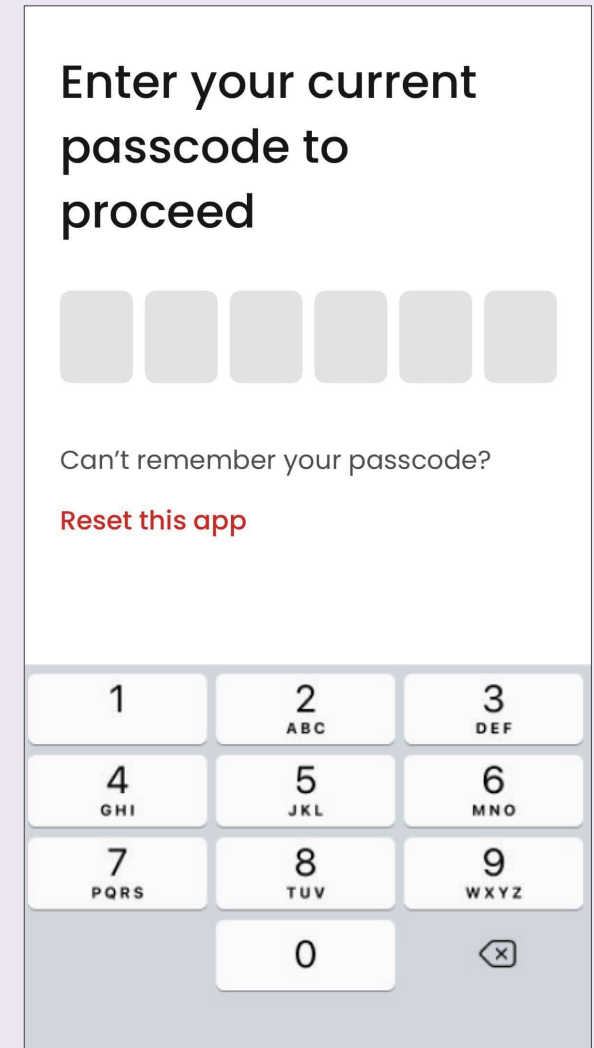 Enter your current
passcode to
proceed
Can’t remember your passcode?
Reset this app
1 2 3
ABC DEF
4 5 6
GHI JKL MNO
7 8 9
PQRS TUV WXYZ
0